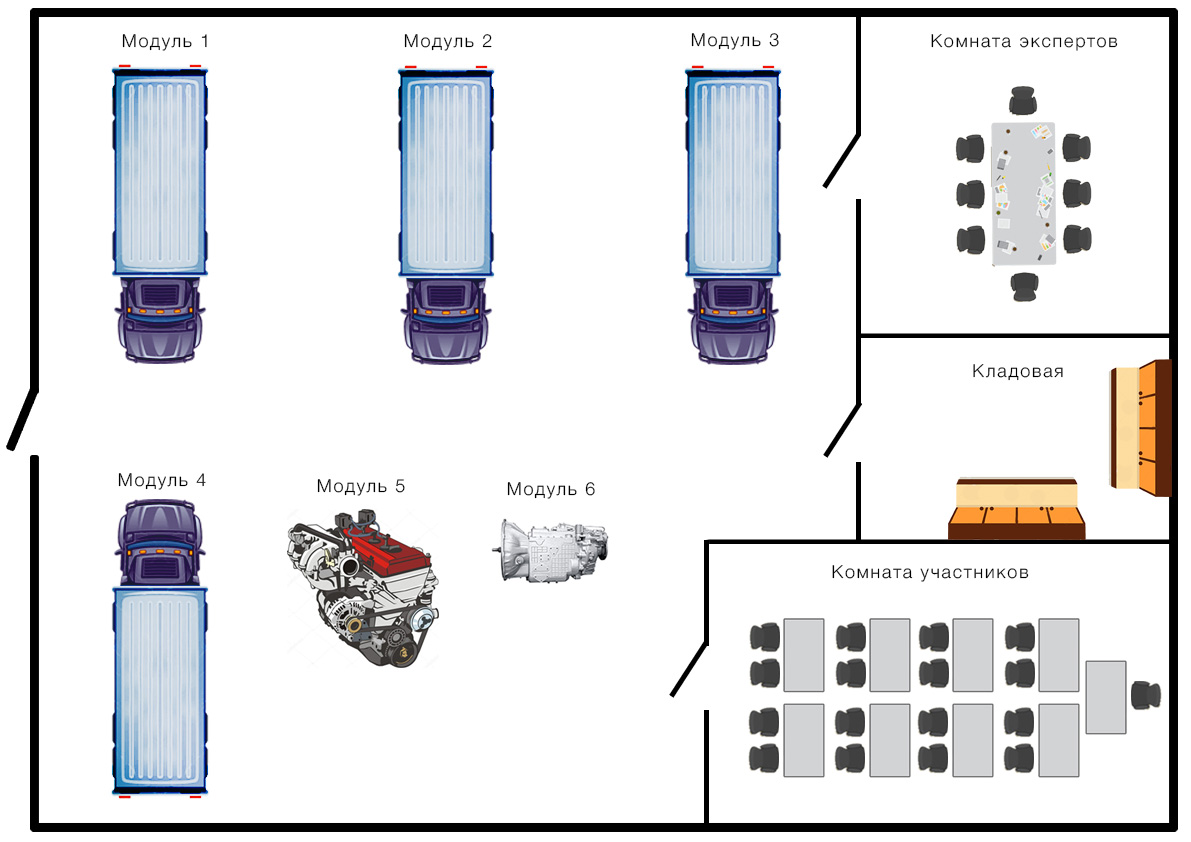 Модуль 1
Модуль 2
Модуль 3
Комната экспертов
Кладовая
Модуль 4
Модуль 5
Модуль 6
Комната участников